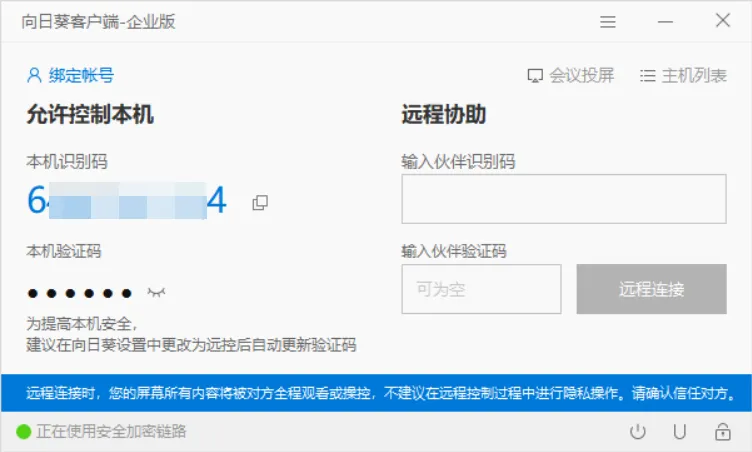 向日葵客户端-企业版
绑定帐号
会议投屏
主机列表
允许控制本机
本机识别码
6 4
本机验证码
为提高本机安全，
建议在向日葵设置中更改为远控后自动更新验证码
远程协助
输入伙伴识别码
输入伙伴验证码
可为空
远程连接
远程连接时，您的屏幕所有内容将被对方全程观看或操控，不建议在远程控制过程中进行隐私操作。请确认信任对方。
正在使用安全加密链路